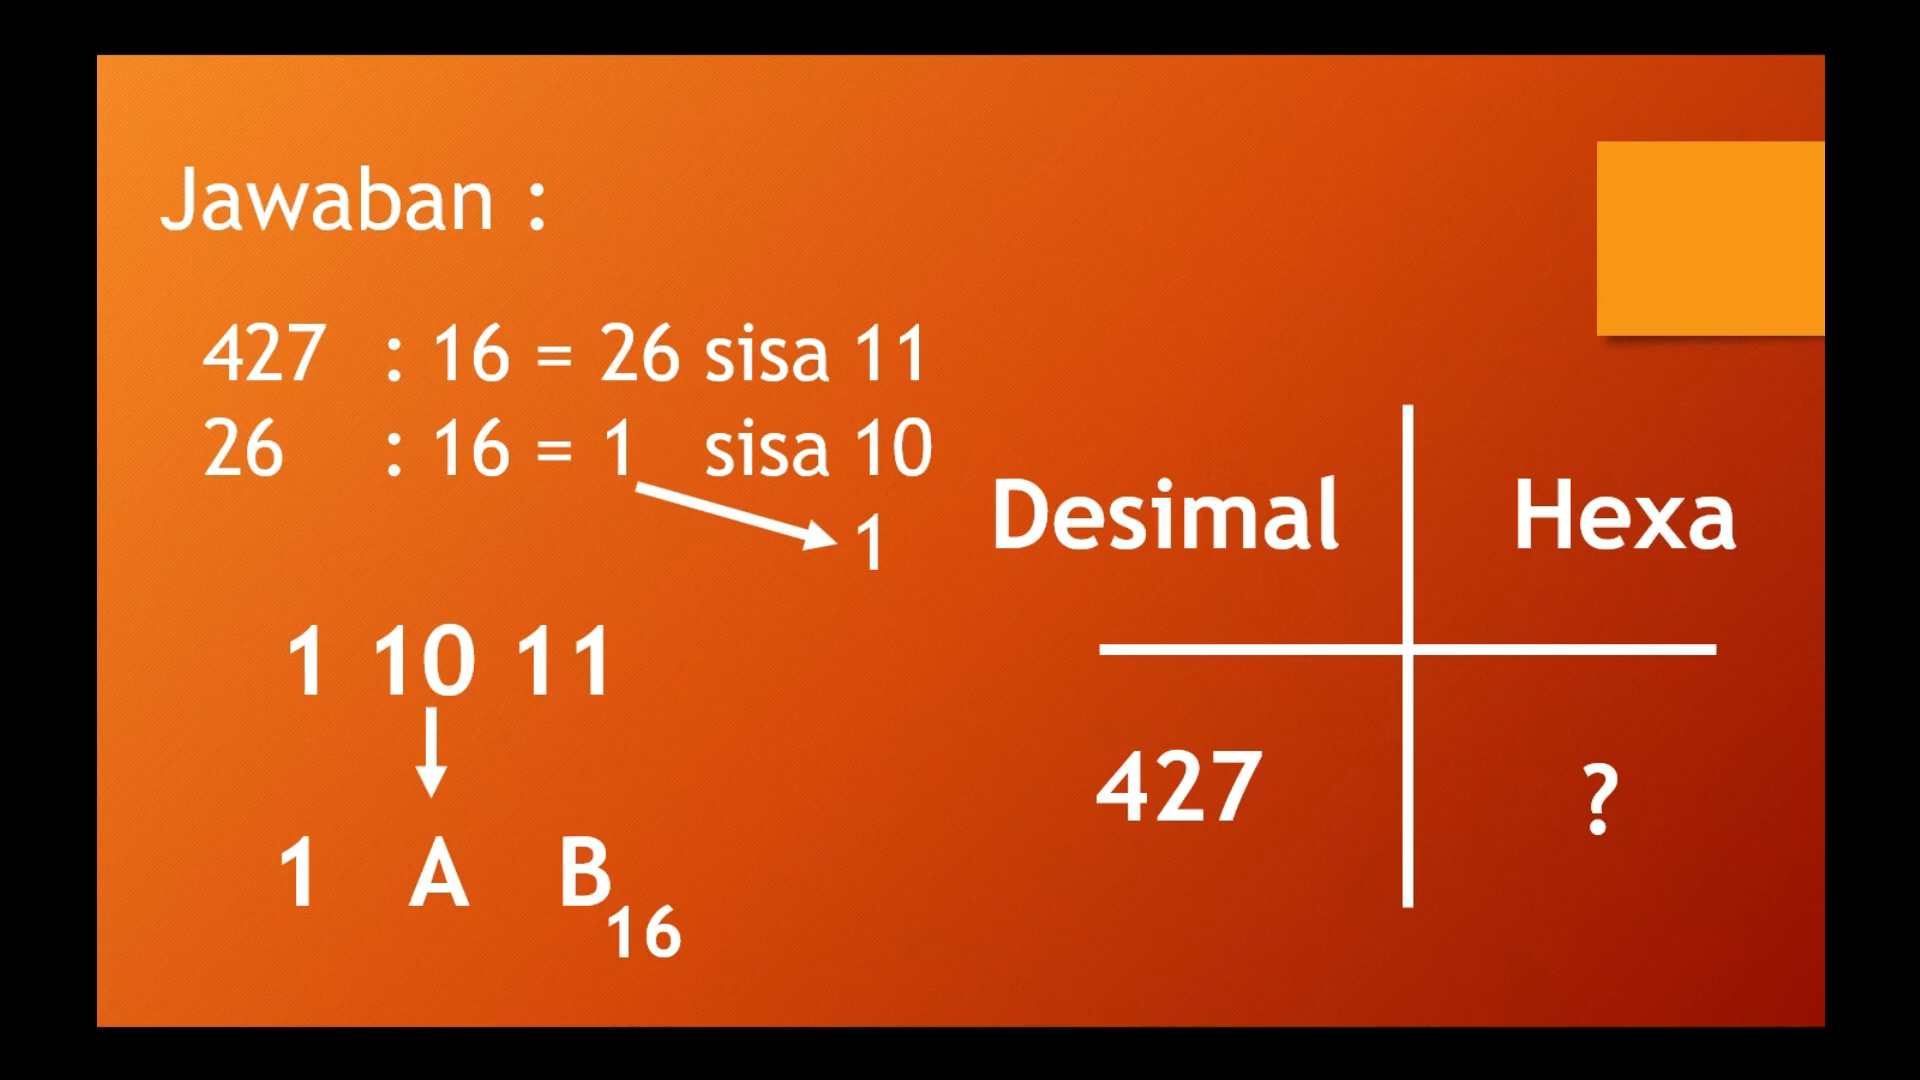 Jawaban :
427 : 16 = 26 sisa 11
26 : 16 = 1 sisa 10
1
1 10 11
1 A B16
Desimal Hexa
427 ?